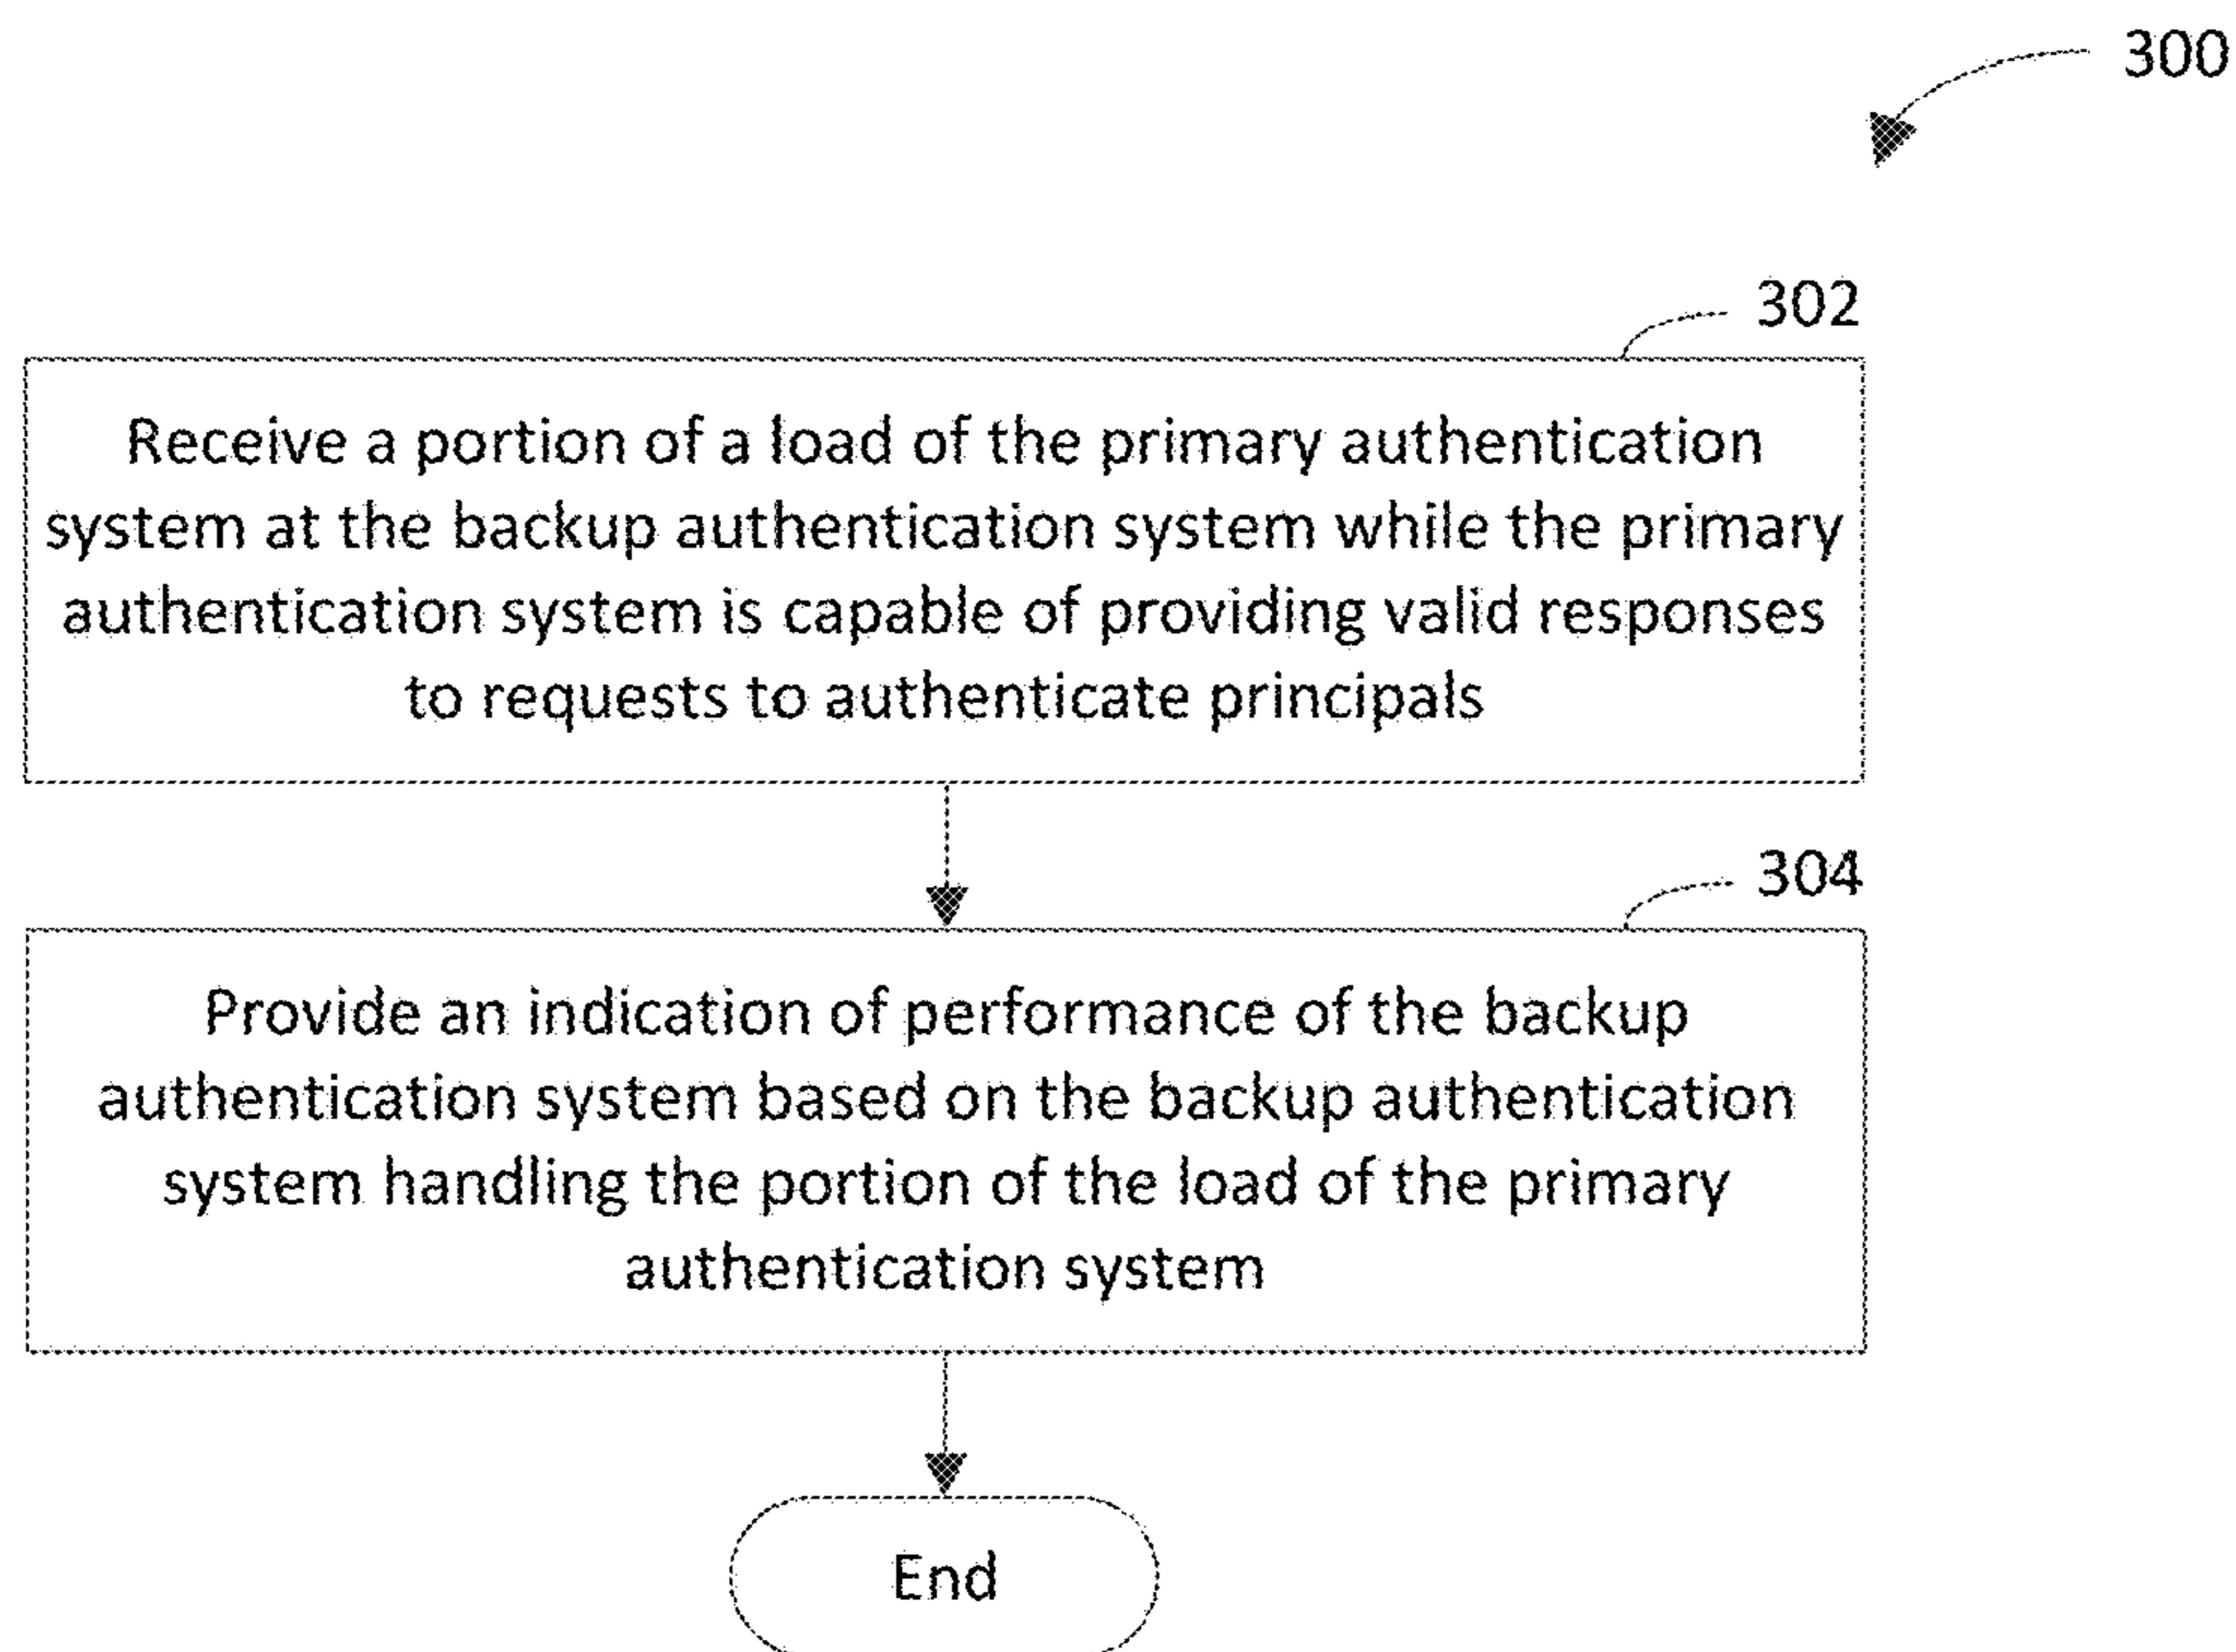 300
302
Receive a portion of a load of the primary authentication
system at the backup authentication system while the primary
authentication system is capable of providing valid responses
to requests to authenticate principals
304
Provide an indication of performance of the backup
authentication system based on the backup authentication
system handling the portion of the load of the primary
authentication system
End